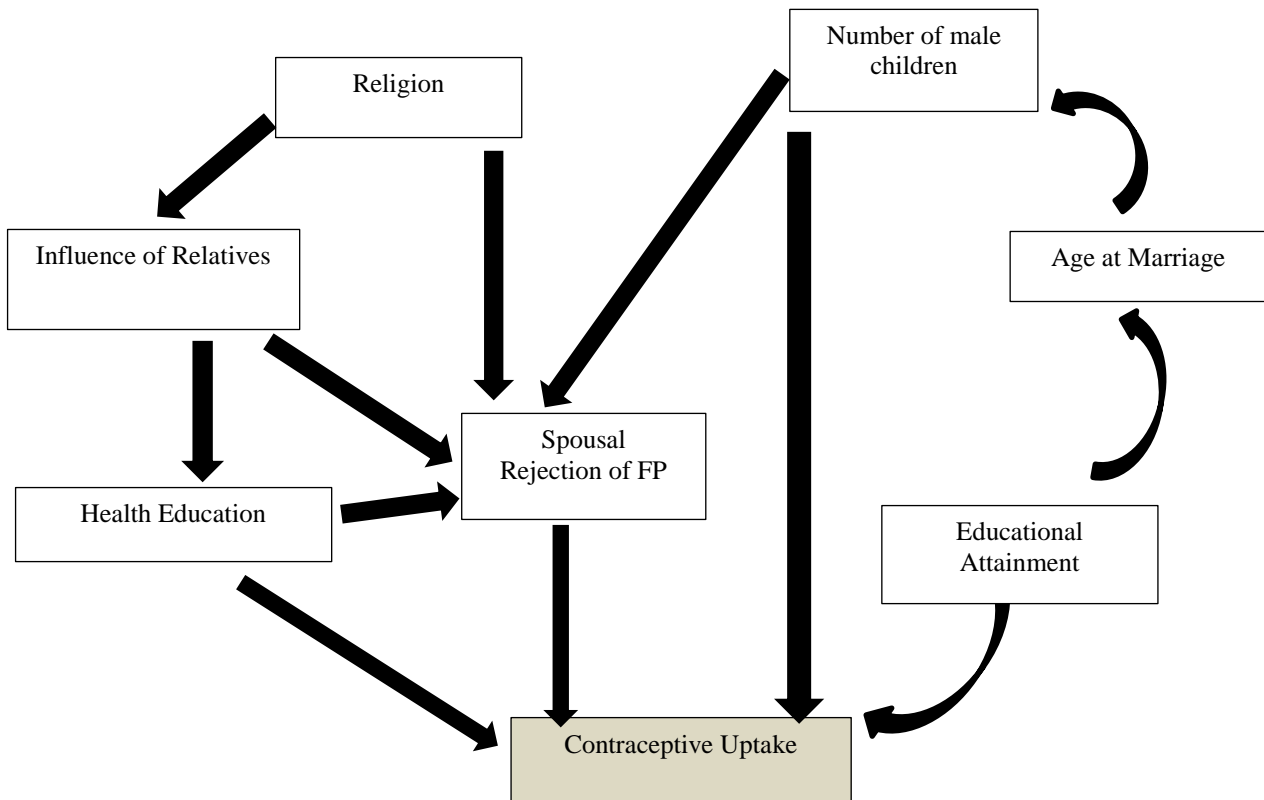 Number of male
children
Religion
Influence of Relatives
Age at Marriage
Spousal
Rejection of FP
Health Education
Educational
Attainment
Contraceptive Uptake